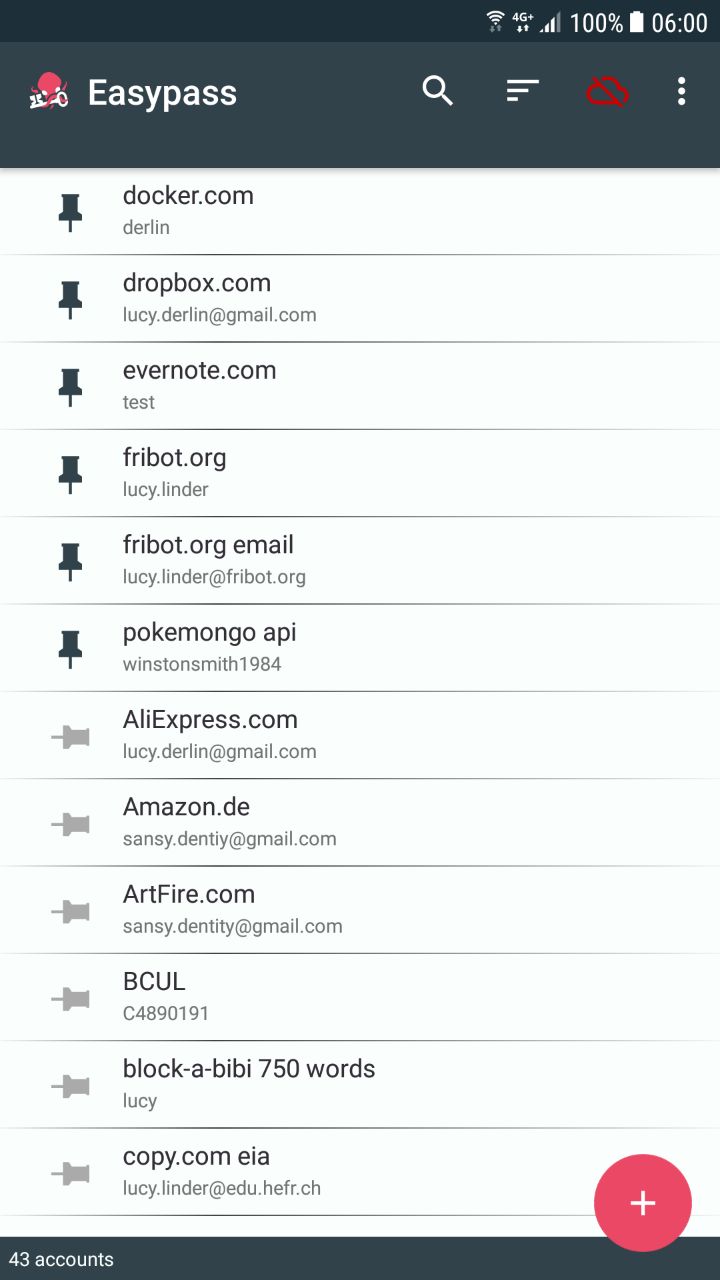 4G+ 100% 06:00
Easypass
docker.com
derlin
dropbox.com
lucy.derlin@gmail.com
evernote.com
test
fribot.org
lucy.linder
fribot.org email
lucy.linder@fribot.org
pokemongo api
winstonsmith1984
AliExpress.com
lucy.derlin@gmail.com
Amazon.de
sansy.dentiy@gmail.com
ArtFire.com
sansy.dentity@gmail.com
BCUL
C4890191
block-a-bibi 750 words
lucy
copy.com eia
lucy.linder@edu.hefr.ch
43 accounts